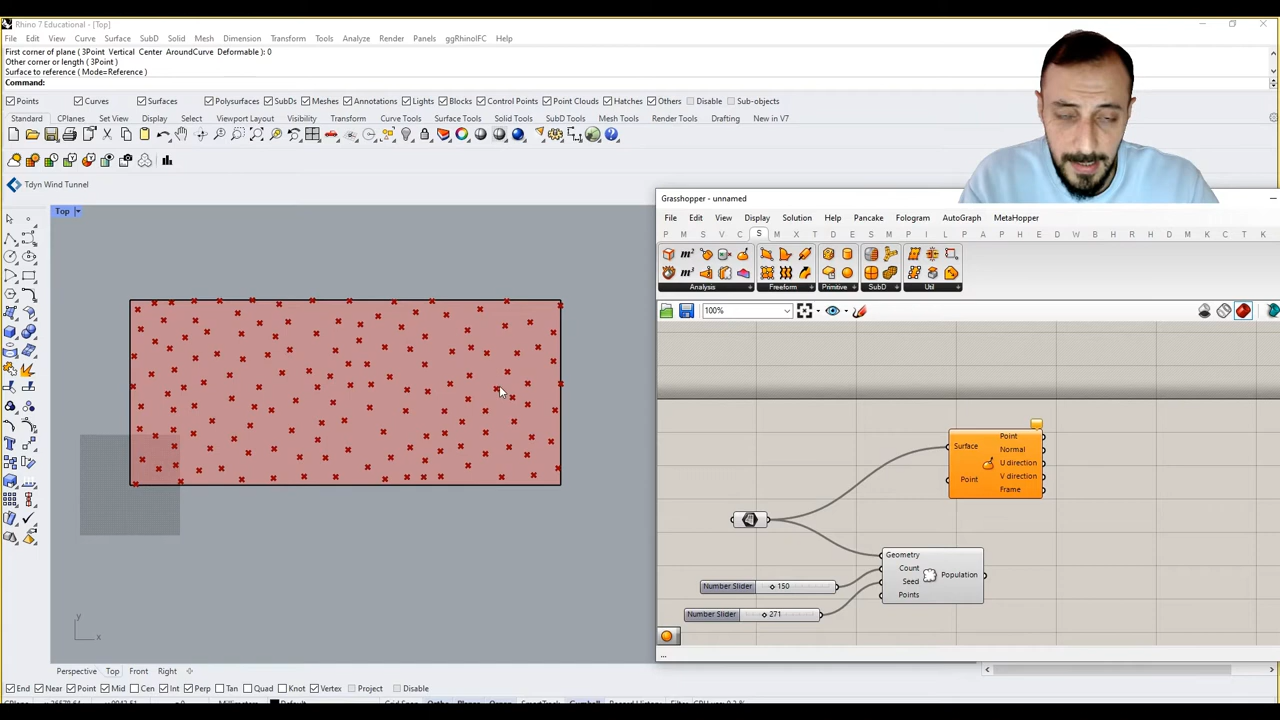 Rhino 7 Educational - [Top]
File Edit View Curve Surface SubD Solid Mesh Dimension Transform Tools Analyze Render Panels ggRhinoIFC Help
First corner of plane ( 3Point Vertical Center AroundCurve Deformable ): 0
Other corner or length ( 3Point )
Surface to reference ( Mode=Reference )
Command:
Points Curves Surfaces Polysurfaces SubDs Meshes Annotations Lights Blocks Control Points Point Clouds Hatches Others Disable Sub-objects
Standard CPlanes Set View Display Select Viewport Layout Visibility Transform Curve Tools Surface Tools Solid Tools SubD Tools Mesh Tools Render Tools Drafting New in V7
Tdyn Wind Tunnel
Top
Grasshopper - unnamed
File Edit View Display Solution Help Pancake Fologram AutoGraph MetaHopper
P M S V C S M X T D I L F K U S M A B P L J H D C F B E D W E B P L T M H C T K
Analysis Freeform Primitive SubD Util
100%
Surface
Point
Point
Normal
U direction
V direction
Frame
Geometry
Count
Seed
Points
Population
Number Slider 150
Number Slider 271
...
y
x
Perspective Top Front Right
End Near Point Mid Cen Int Perp Tan Quad Knot Vertex Project Disable